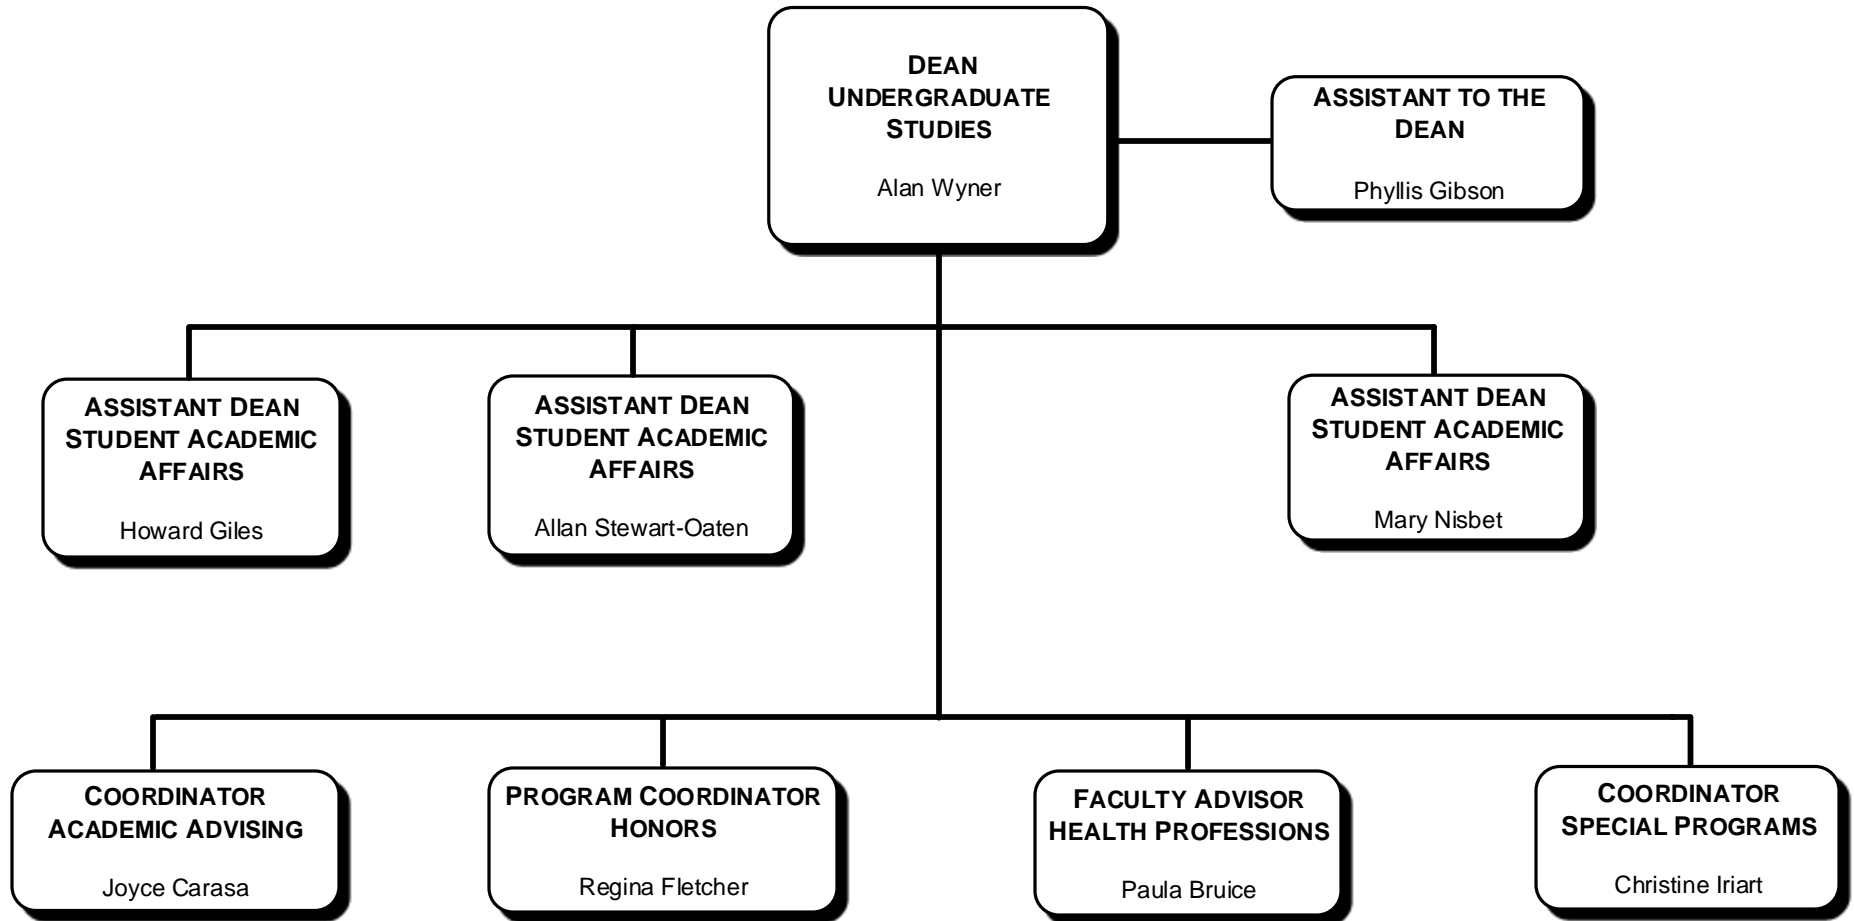 DEAN
UNDERGRADUATE
STUDIES
Alan Wyner
ASSISTANT TO THE
DEAN
Phyllis Gibson
ASSISTANT DEAN
STUDENT ACADEMIC
AFFAIRS
Howard Giles
ASSISTANT DEAN
STUDENT ACADEMIC
AFFAIRS
Allan Stewart-Oaten
ASSISTANT DEAN
STUDENT ACADEMIC
AFFAIRS
Mary Nisbet
COORDINATOR
ACADEMIC ADVISING
Joyce Carasa
PROGRAM COORDINATOR
HONORS
Regina Fletcher
FACULTY ADVISOR
HEALTH PROFESSIONS
Paula Bruice
COORDINATOR
SPECIAL PROGRAMS
Christine Iriart